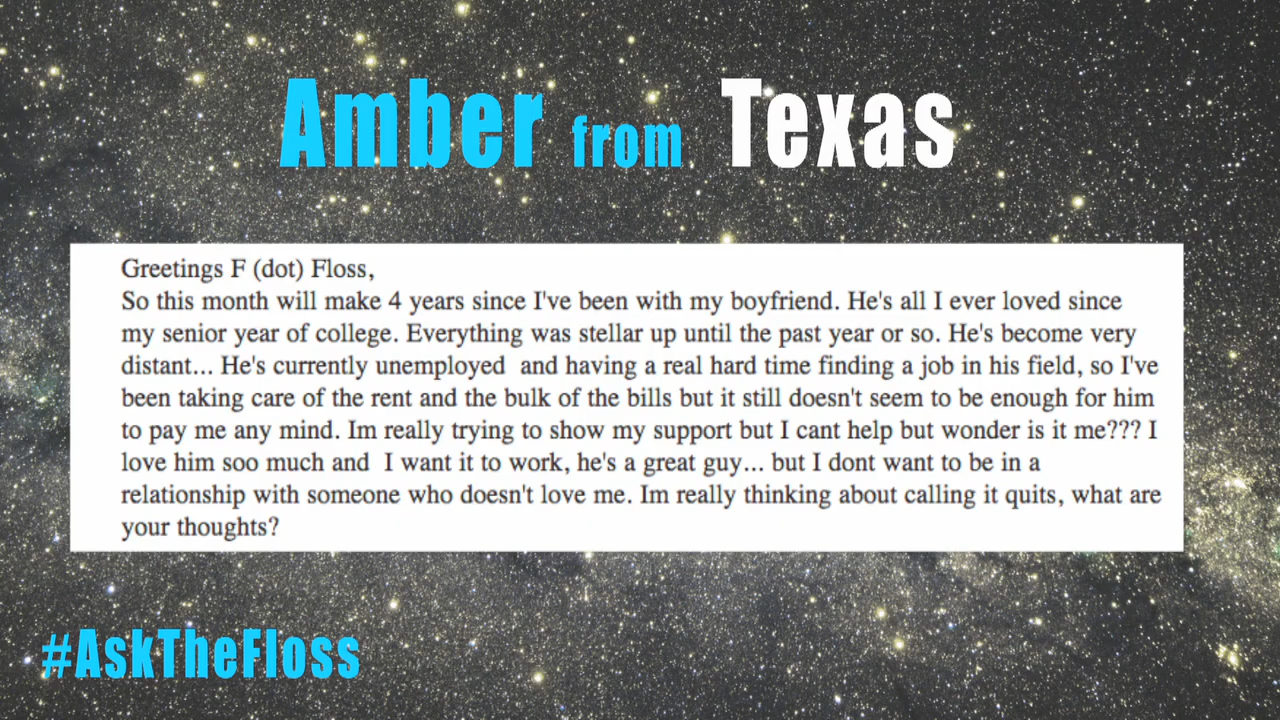 Amber from Texas
Greetings F (dot) Floss,
So this month will make 4 years since I've been with my boyfriend. He's all I ever loved since
my senior year of college. Everything was stellar up until the past year or so. He's become very
distant... He's currently unemployed  and having a real hard time finding a job in his field, so I've
been taking care of the rent and the bulk of the bills but it still doesn't seem to be enough for him
to pay me any mind. Im really trying to show my support but I cant help but wonder is it me??? I
love him soo much and  I want it to work, he's a great guy... but I dont want to be in a
relationship with someone who doesn't love me. Im really thinking about calling it quits, what are
your thoughts?
#AskTheFloss